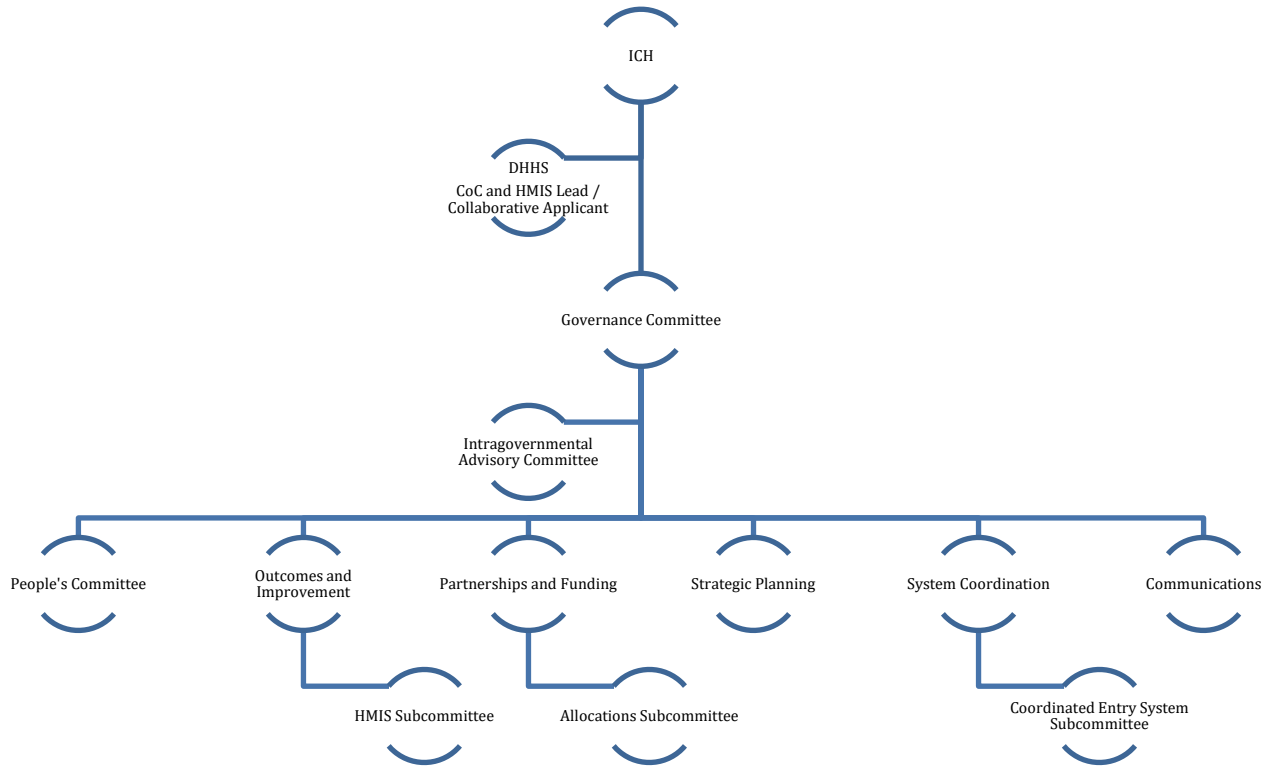 ICH
DHHS
CoC and HMIS Lead /
Collaborative Applicant
Governance Committee
Intragovernmental
Advisory Committee
People's Committee
Outcomes and
Improvement
Partnerships and Funding
Strategic Planning
System Coordination
Communications
HMIS Subcommittee
Allocations Subcommittee
Coordinated Entry System
Subcommittee